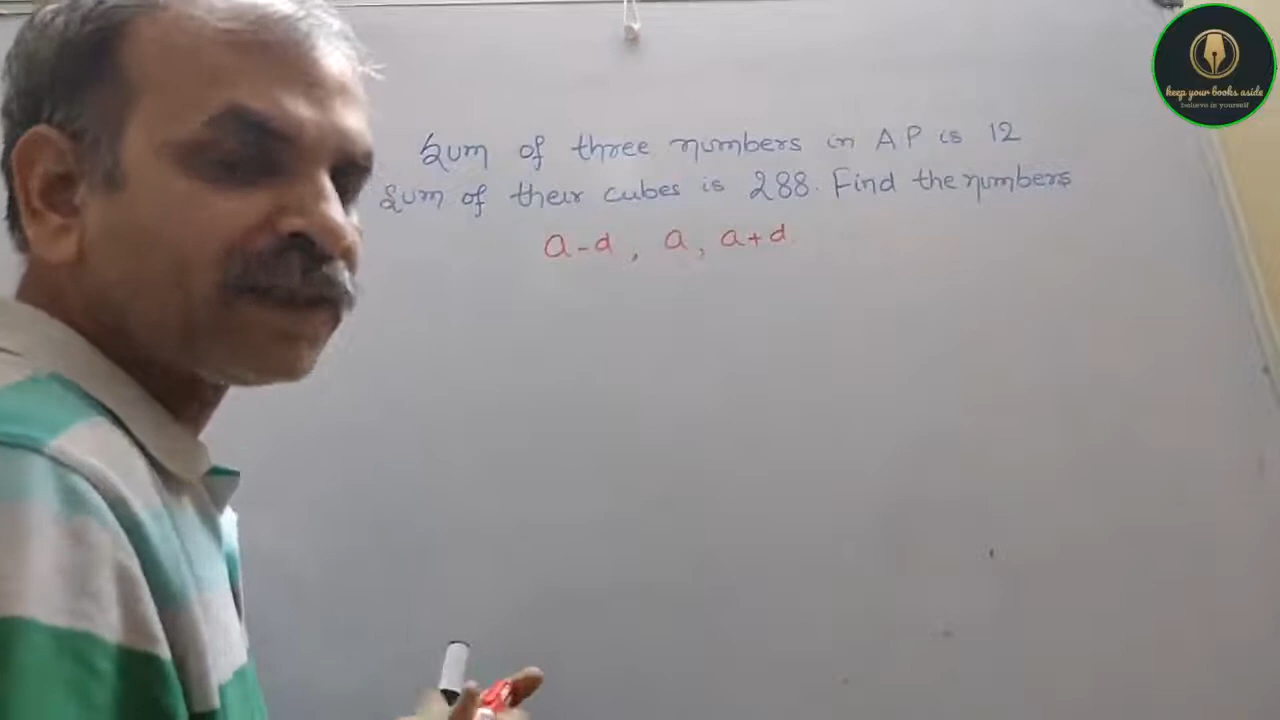 Sum of three numbers in AP is 12
Sum of their cubes is 288. Find the numbers
a-d, a, a+d
keep your books aside
believe in yourself